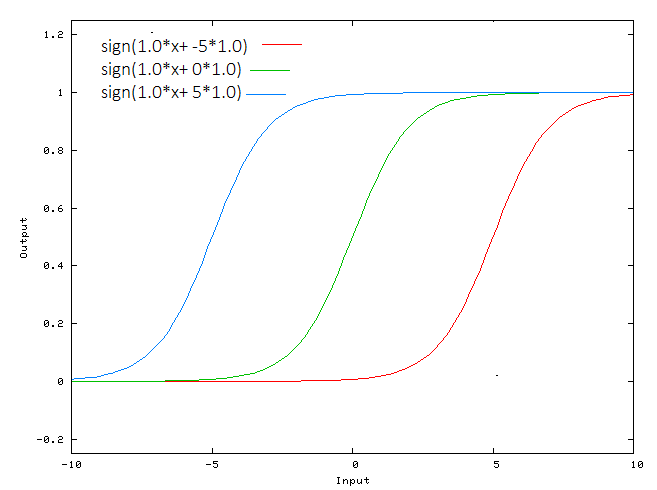 1.2
sign(1.0*x+ -5*1.0)
sign(1.0*x+ 0*1.0)
sign(1.0*x+ 5*1.0)
1
0.8
0.6
Output
0.4
0.2
0
-0.2
-10 -5 0 5 10
Input